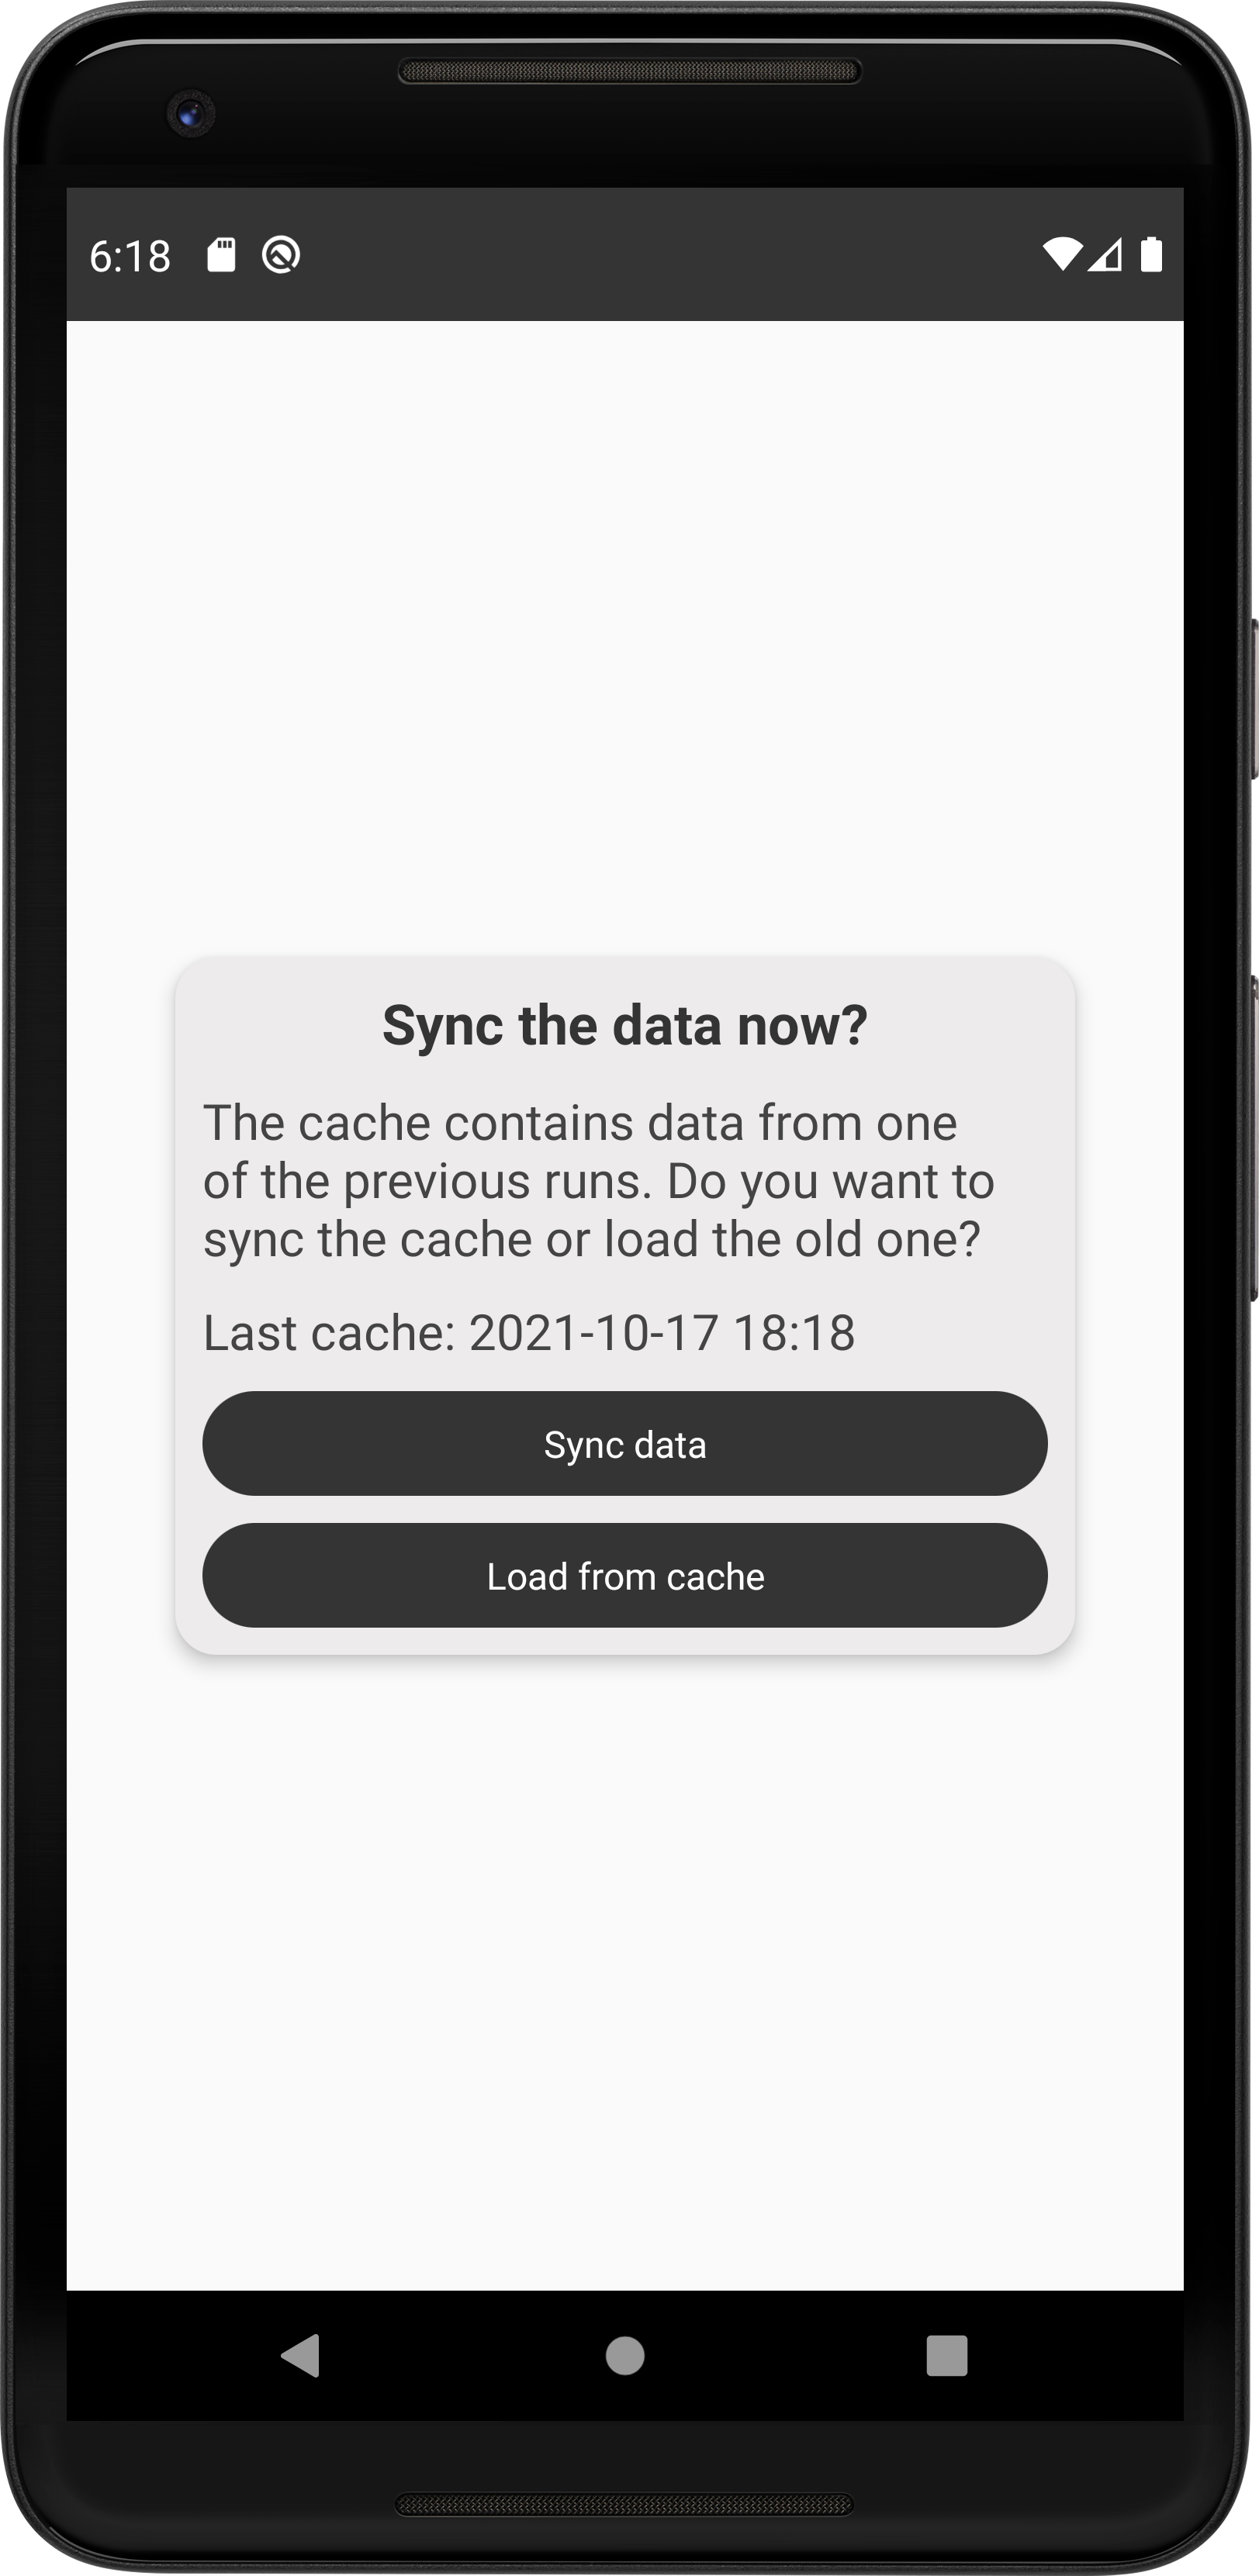 6:18
Sync the data now?
The cache contains data from one
of the previous runs. Do you want to
sync the cache or load the old one?
Last cache: 2021-10-17 18:18
Sync data
Load from cache